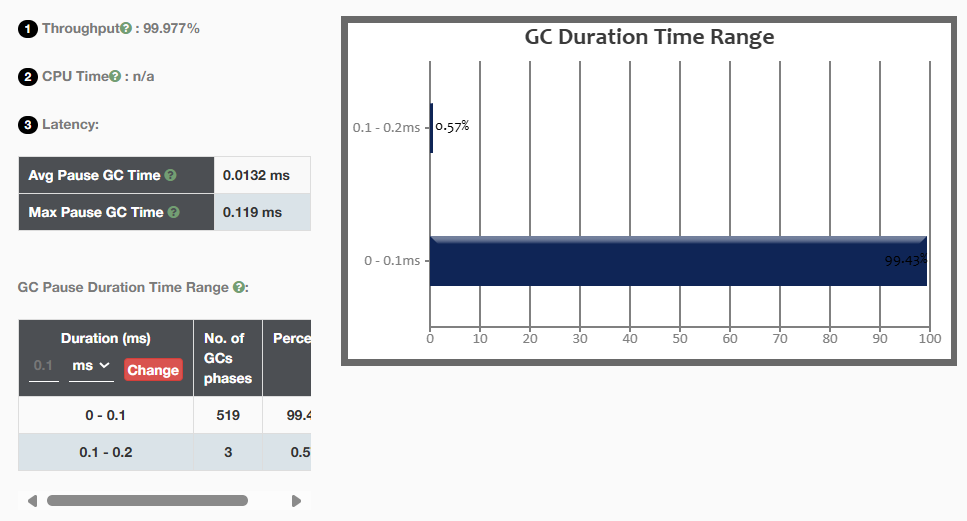 1 Throughput? : 99.977%
2 CPU Time? : n/a
3 Latency:
Avg Pause GC Time ? 0.0132 ms
Max Pause GC Time ? 0.119 ms
GC Pause Duration Time Range ?:
Duration (ms) No. of GCs phases Perce
0.1 ms Change
0 - 0.1 519 99.4
0.1 - 0.2 3 0.5
GC Duration Time Range
0.1 - 0.2ms 0.57%
0 - 0.1ms 99.43%
0 10 20 30 40 50 60 70 80 90 100